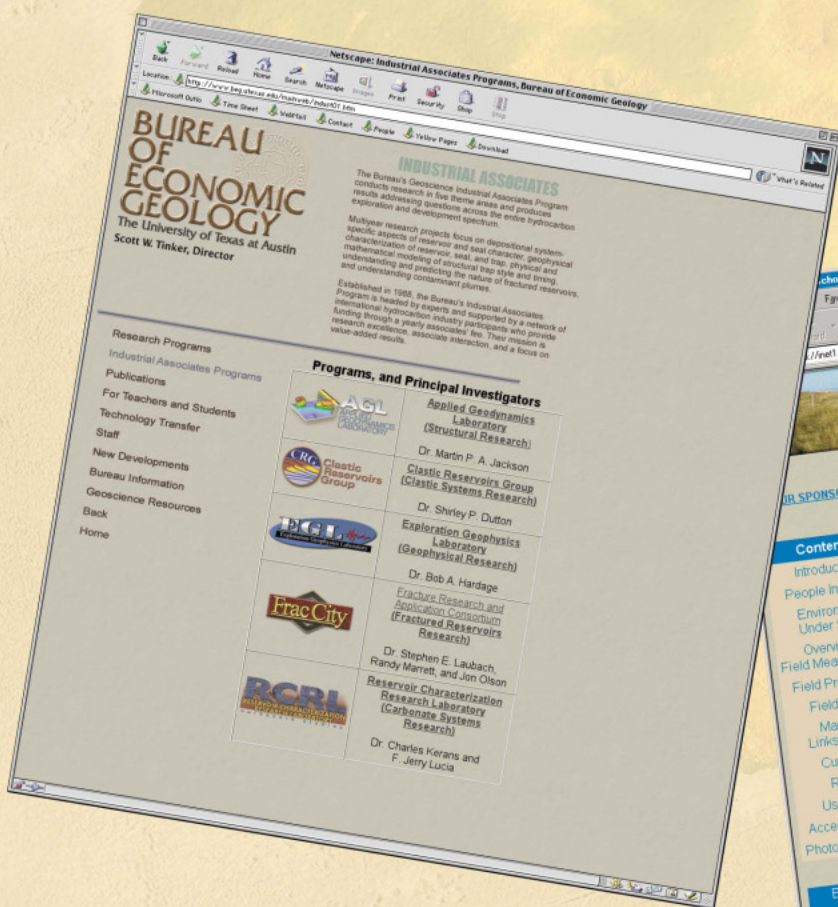 Netscape: Industrial Associates Programs, Bureau of Economic Geology
Back Forward Reload Home Search Netscape Images Print Security Shop Stop
Location: http://www.beg.utexas.edu/mainweb/indust01.htm
What's Related
Microsoft Outlo Time Sheet WebMail Contact People Yellow Pages Download
BUREAU
OF
ECONOMIC
GEOLOGY
The University of Texas at Austin
Scott W. Tinker, Director
INDUSTRIAL ASSOCIATES
The Bureau's Geoscience Industrial Associates Program
conducts research in five theme areas and produces
results addressing questions across the entire hydrocarbon
exploration and development spectrum.
Multiyear research projects focus on depositional system-
specific aspects of reservoir and seal character, geophysical
characterization of reservoir, seal, and trap, physical and
mathematical modeling of structural trap style and timing,
understanding and predicting the nature of fractured reservoirs,
and understanding contaminant plumes.
Established in 1988, the Bureau's Industrial Associates
Program is headed by experts and supported by a network of
international hydrocarbon industry participants who provide
funding through a yearly associates' fee. Their mission is
research excellence, associate interaction, and a focus on
value-added results.
Research Programs
Industrial Associates Programs
Publications
For Teachers and Students
Technology Transfer
Staff
New Developments
Bureau Information
Geoscience Resources
Back
Home
Programs, and Principal Investigators
AGL
APPLIED
GEODYNAMICS
LABORATORY
Applied Geodynamics
Laboratory
(Structural Research)
Dr. Martin P. A. Jackson
CRG
Clastic
Reservoirs
Group
Clastic Reservoirs Group
(Clastic Systems Research)
Dr. Shirley P. Dutton
EGL
Exploration Geophysics Laboratory
Exploration Geophysics
Laboratory
(Geophysical Research)
Dr. Bob A. Hardage
Frac City
Fracture Research and
Application Consortium
(Fractured Reservoirs
Research)
Dr. Stephen E. Laubach,
Randy Marrett, and Jon Olson
RCRL
RESERVOIR CHARACTERIZATION
Reservoir Characterization
Research Laboratory
(Carbonate Systems
Research)
Dr. Charles Kerans and
F. Jerry Lucia